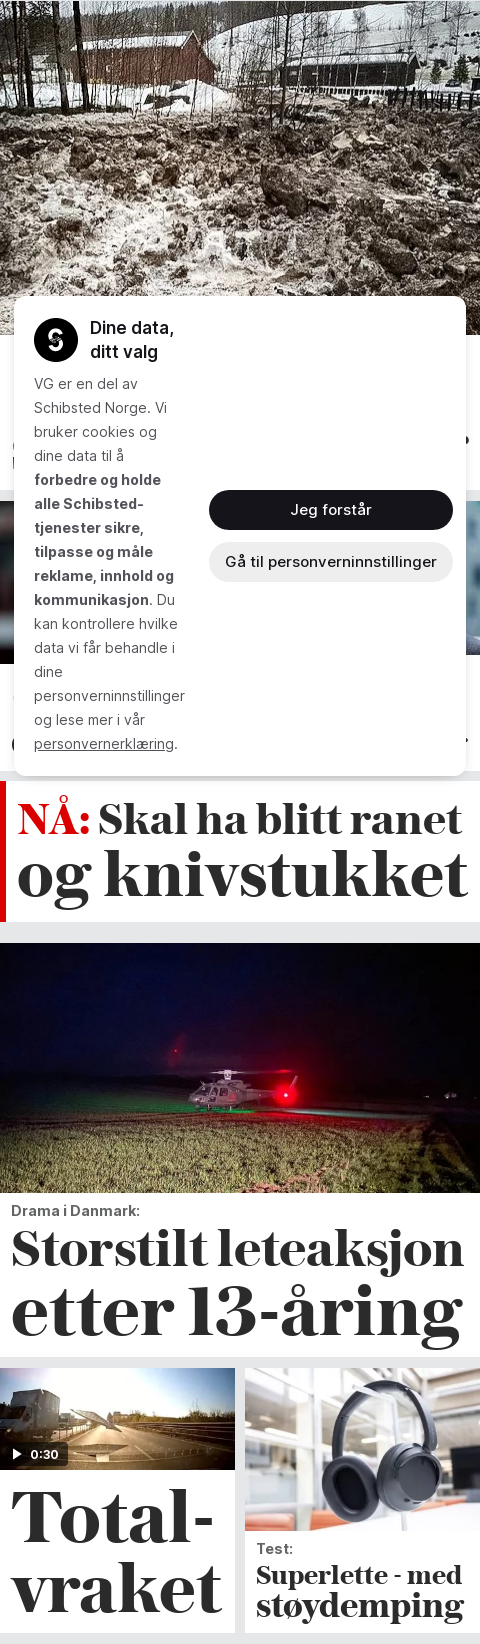 Dine data,
ditt valg
VG er en del av
Schibsted Norge. Vi
bruker cookies og
dine data til å
forbedre og holde
alle Schibsted-
tjenester sikre,
tilpasse og måle
reklame, innhold og
kommunikasjon. Du
kan kontrollere hvilke
data vi får behandle i
dine
personverninnstillinger
og lese mer i vår
personvernerklæring.
Jeg forstår
Gå til personverninnstillinger
NÅ: Skal ha blitt ranet
og knivstukket
Drama i Danmark:
Storstilt leteaksjon
etter 13-åring
0:30
Total-
vraket
Test:
Superlette - med
støydemping